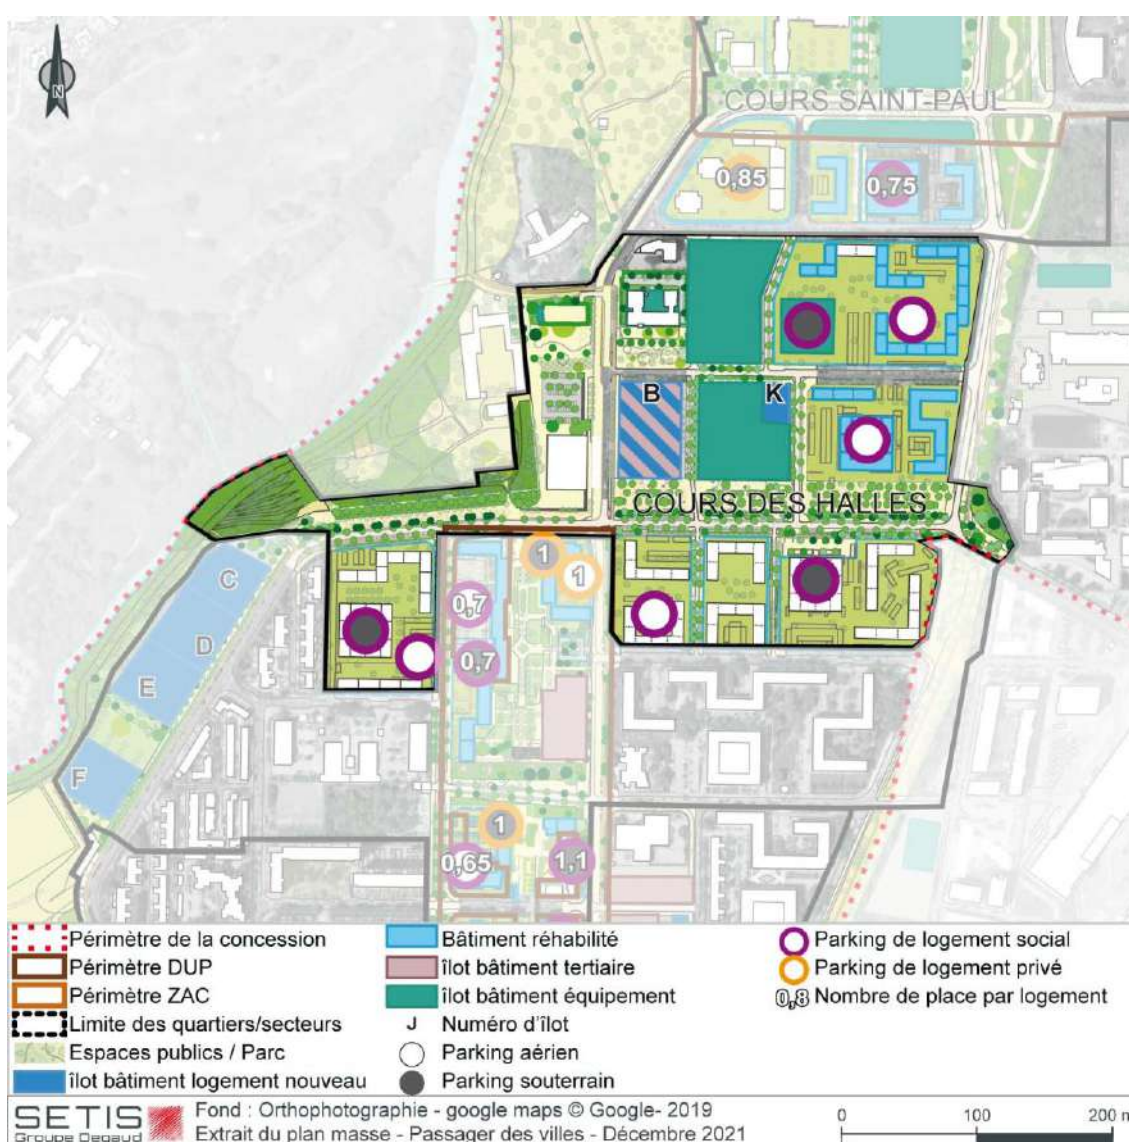 N
COURS SAINT-PAUL
0,85
0,75
B
K
COURS DES HALLES
C
D
E
F
1
1
0,7
0,7
1
0,65
1,1
Périmètre de la concession
Périmètre DUP
Périmètre ZAC
Limite des quartiers/secteurs
Espaces publics / Parc
îlot bâtiment logement nouveau
Bâtiment réhabilité
îlot bâtiment tertiaire
îlot bâtiment équipement
J Numéro d'îlot
Parking aérien
Parking souterrain
Parking de logement social
Parking de logement privé
0,8 Nombre de place par logement
SETIS
Groupe Degaud
Fond : Orthophotographie - google maps © Google- 2019
Extrait du plan masse - Passager des villes - Décembre 2021
0 100 200 m